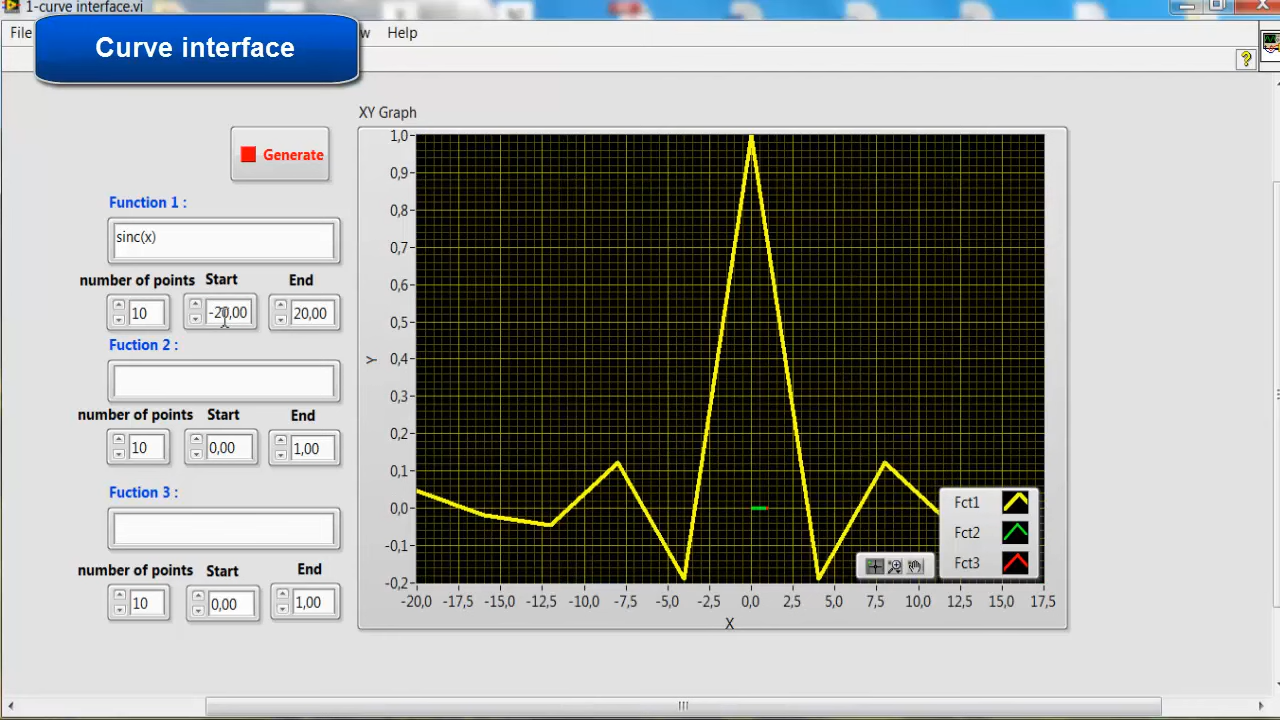 1-curve interface.vi
File
w Help
Curve interface
?
XY Graph
Generate
Function 1 :
sinc(x)
number of points Start End
10 -20,00 20,00
Fuction 2 :
number of points Start End
10 0,00 1,00
Fuction 3 :
number of points Start End
10 0,00 1,00
Y
1,0
0,9
0,8
0,7
0,6
0,5
0,4
0,3
0,2
0,1
0,0
-0,1
-0,2
-20,0 -17,5 -15,0 -12,5 -10,0 -7,5 -5,0 -2,5 0,0 2,5 5,0 7,5 10,0 12,5 15,0 17,5
X
Fct1
Fct2
Fct3